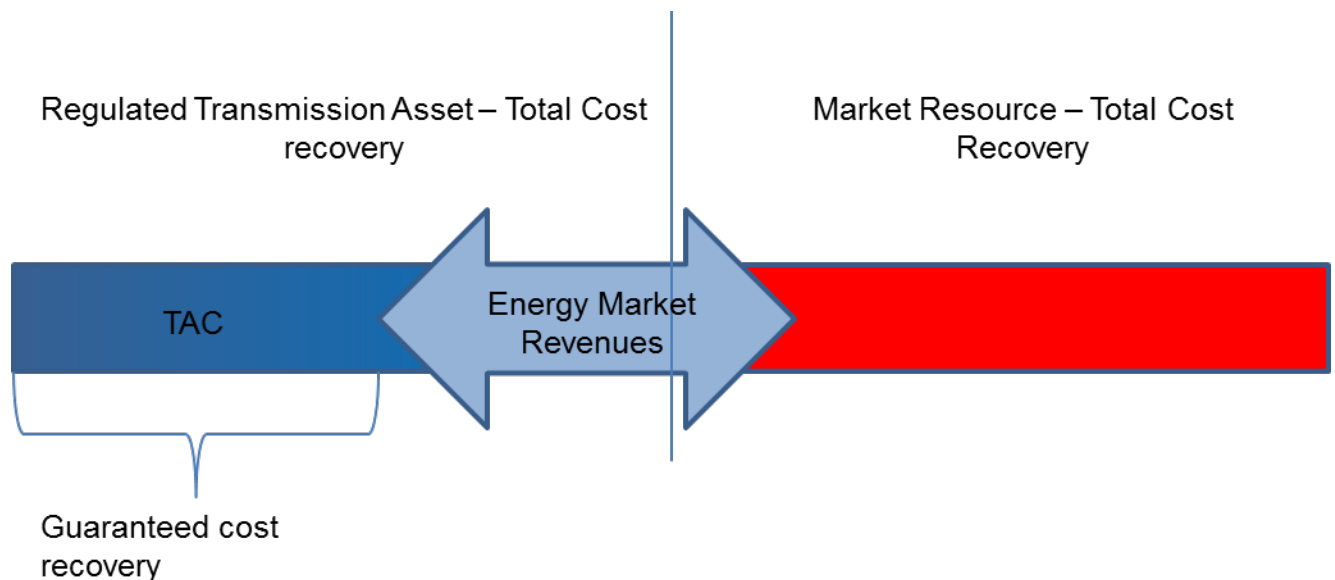 Regulated Transmission Asset – Total Cost
recovery
Market Resource – Total Cost
Recovery
TAC
Energy Market
Revenues
Guaranteed cost
recovery